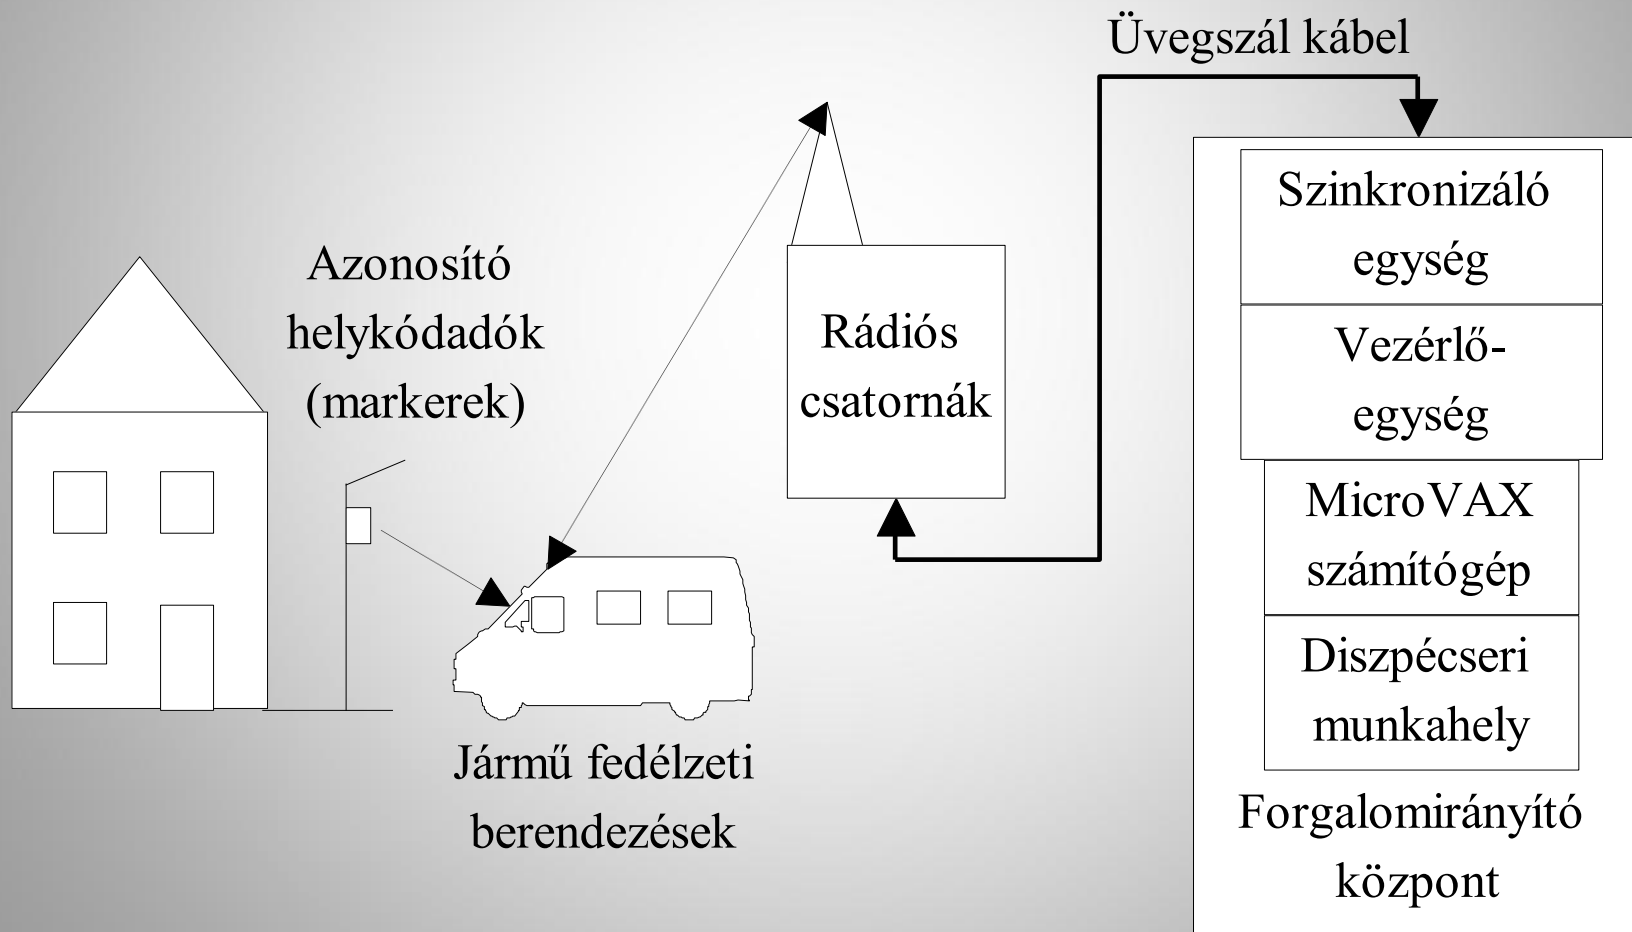 Üvegszál kábel
Azonosító
helykódadók
(markerek)
Rádiós
csatornák
Jármű fedélzeti
berendezések
Szinkronizáló
egység
Vezérlő-
egység
MicroVAX
számítógép
Diszpécseri
munkahely
Forgalomirányító
központ